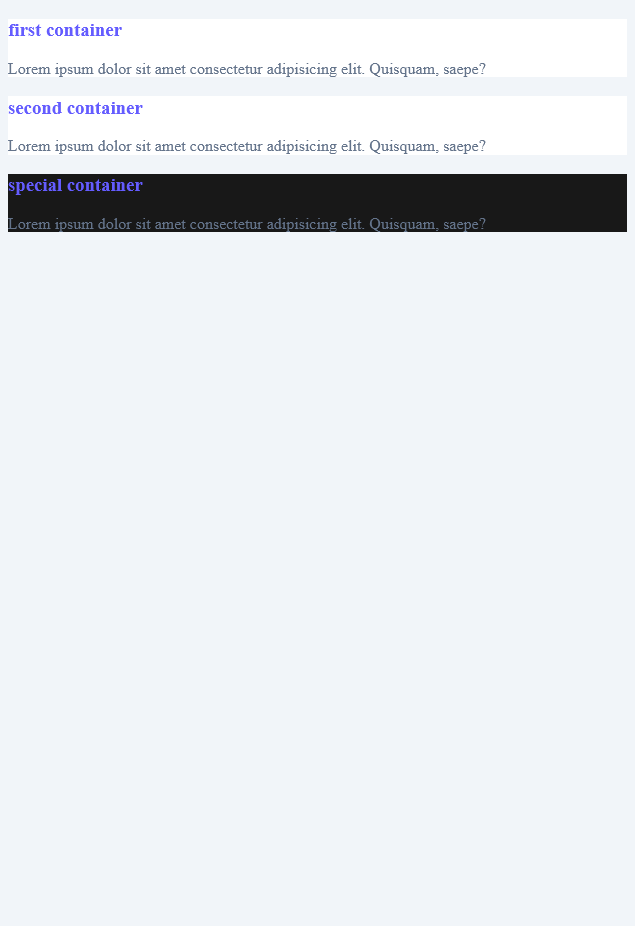 first container
Lorem ipsum dolor sit amet consectetur adipisicing elit. Quisquam, saepe?
second container
Lorem ipsum dolor sit amet consectetur adipisicing elit. Quisquam, saepe?
special container
Lorem ipsum dolor sit amet consectetur adipisicing elit. Quisquam, saepe?